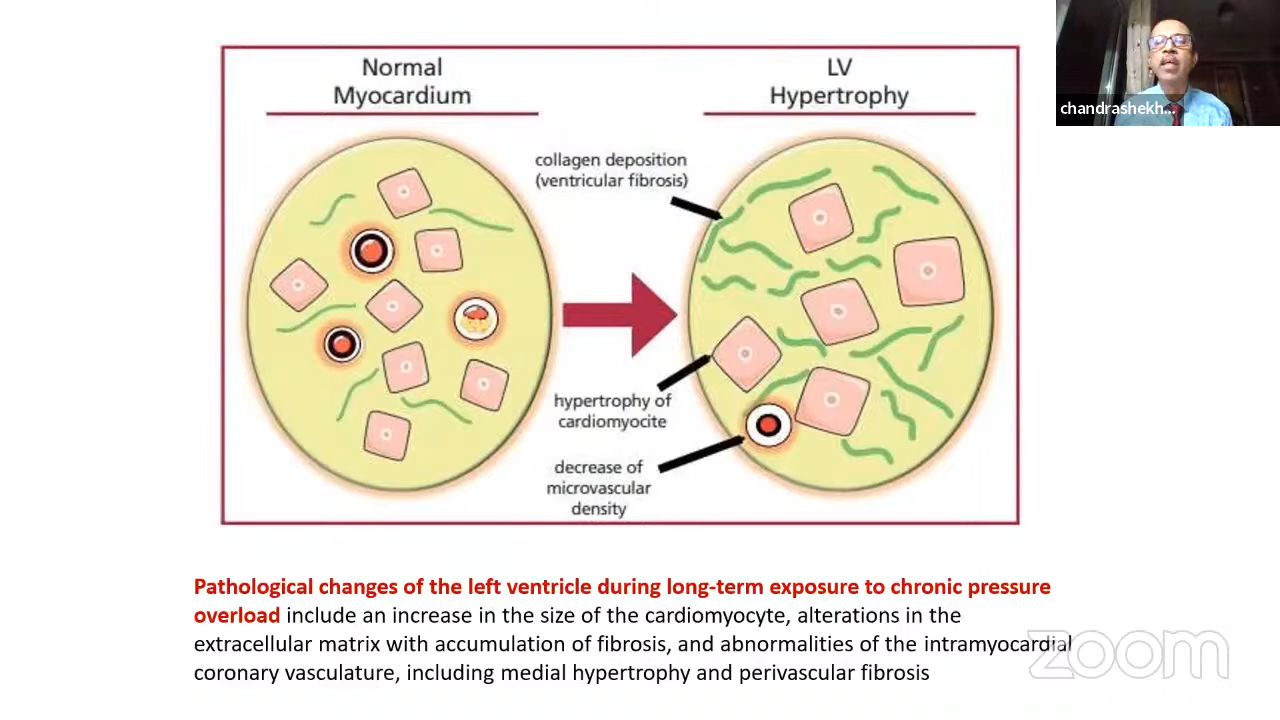 Normal
Myocardium
LV
Hypertrophy
chandrashekh...
collagen deposition
(ventricular fibrosis)
hypertrophy of
cardiomyocite
decrease of
microvascular
density
Pathological changes of the left ventricle during long-term exposure to chronic pressure
overload include an increase in the size of the cardiomyocyte, alterations in the
extracellular matrix with accumulation of fibrosis, and abnormalities of the intramyocardial
coronary vasculature, including medial hypertrophy and perivascular fibrosis
zoom